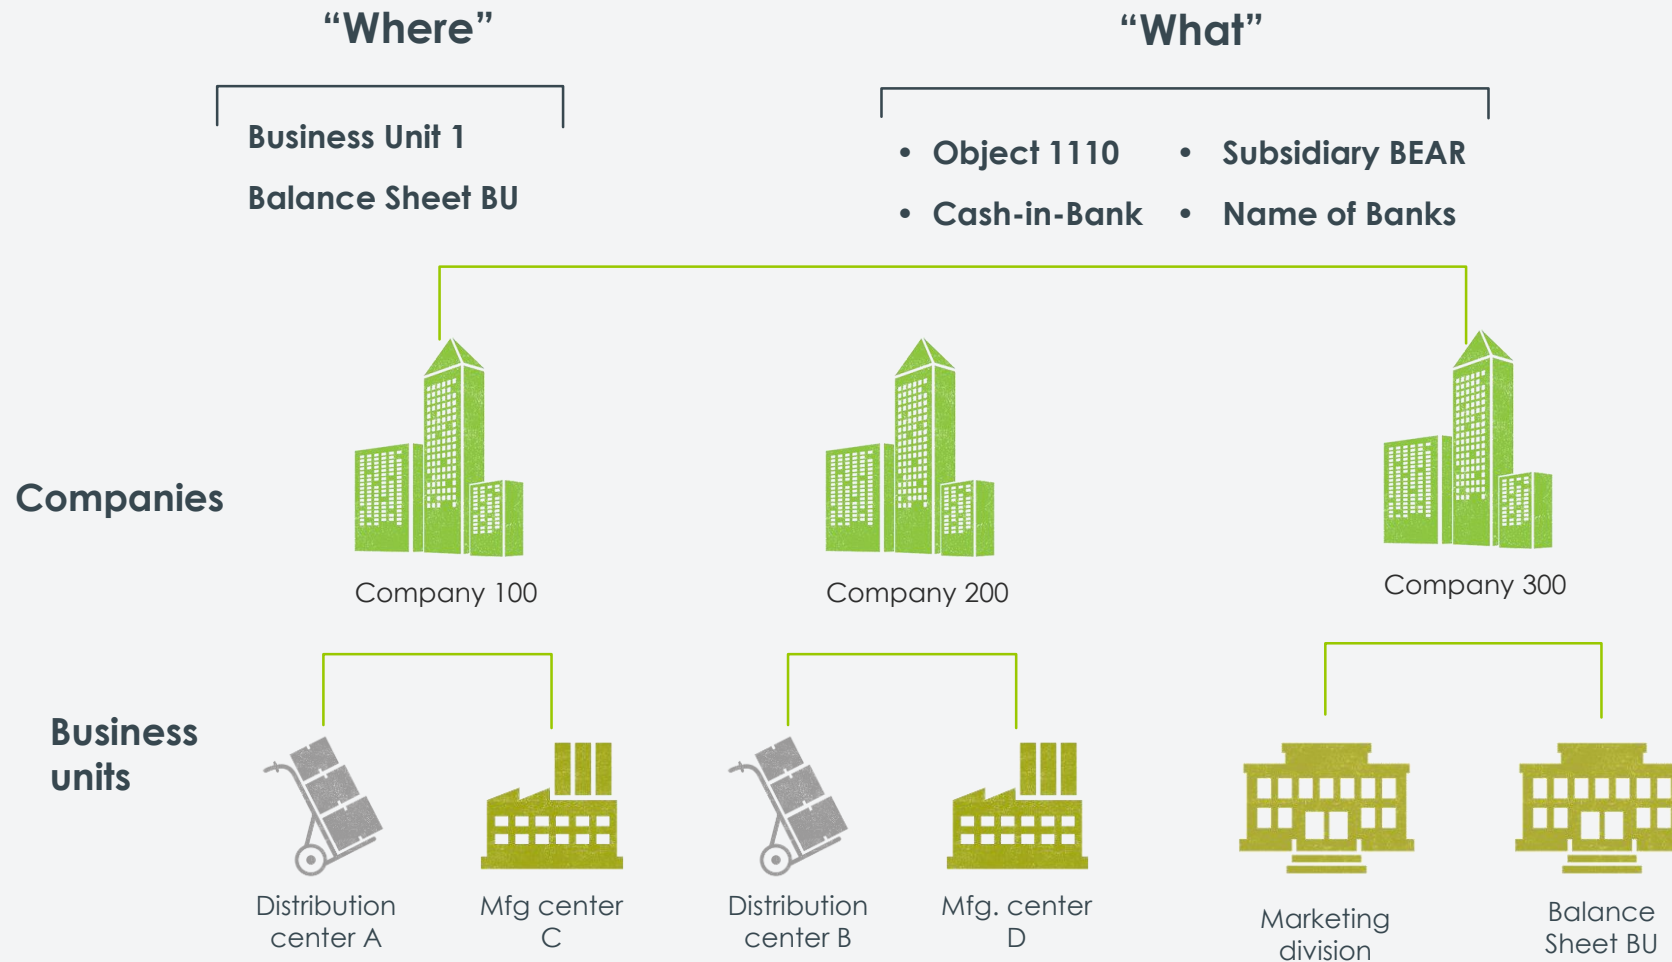 “Where”
“What”
Business Unit 1
Balance Sheet BU
• Object 1110
• Cash-in-Bank
• Subsidiary BEAR
• Name of Banks
Companies
Company 100
Company 200
Company 300
Business
units
Distribution
center A
Mfg center
C
Distribution
center B
Mfg. center
D
Marketing
division
Balance
Sheet BU